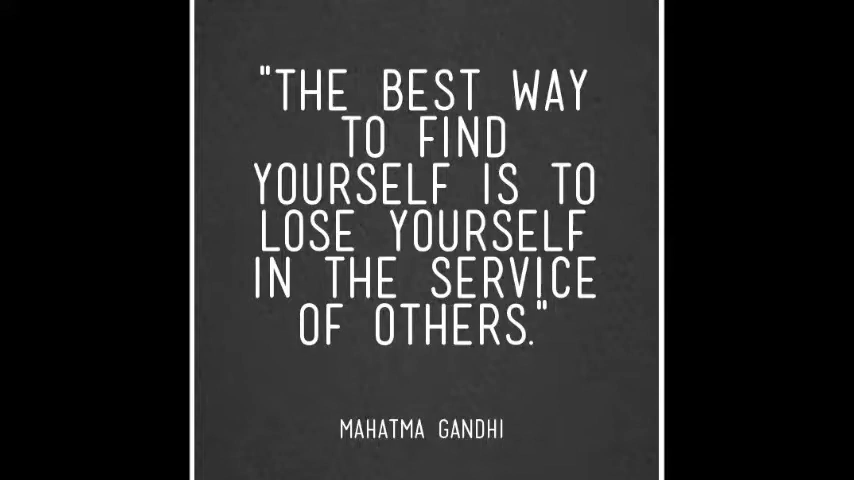 "THE BEST WAY
TO FIND
YOURSELF IS TO
LOSE YOURSELF
IN THE SERVICE
OF OTHERS."
MAHATMA GANDHI